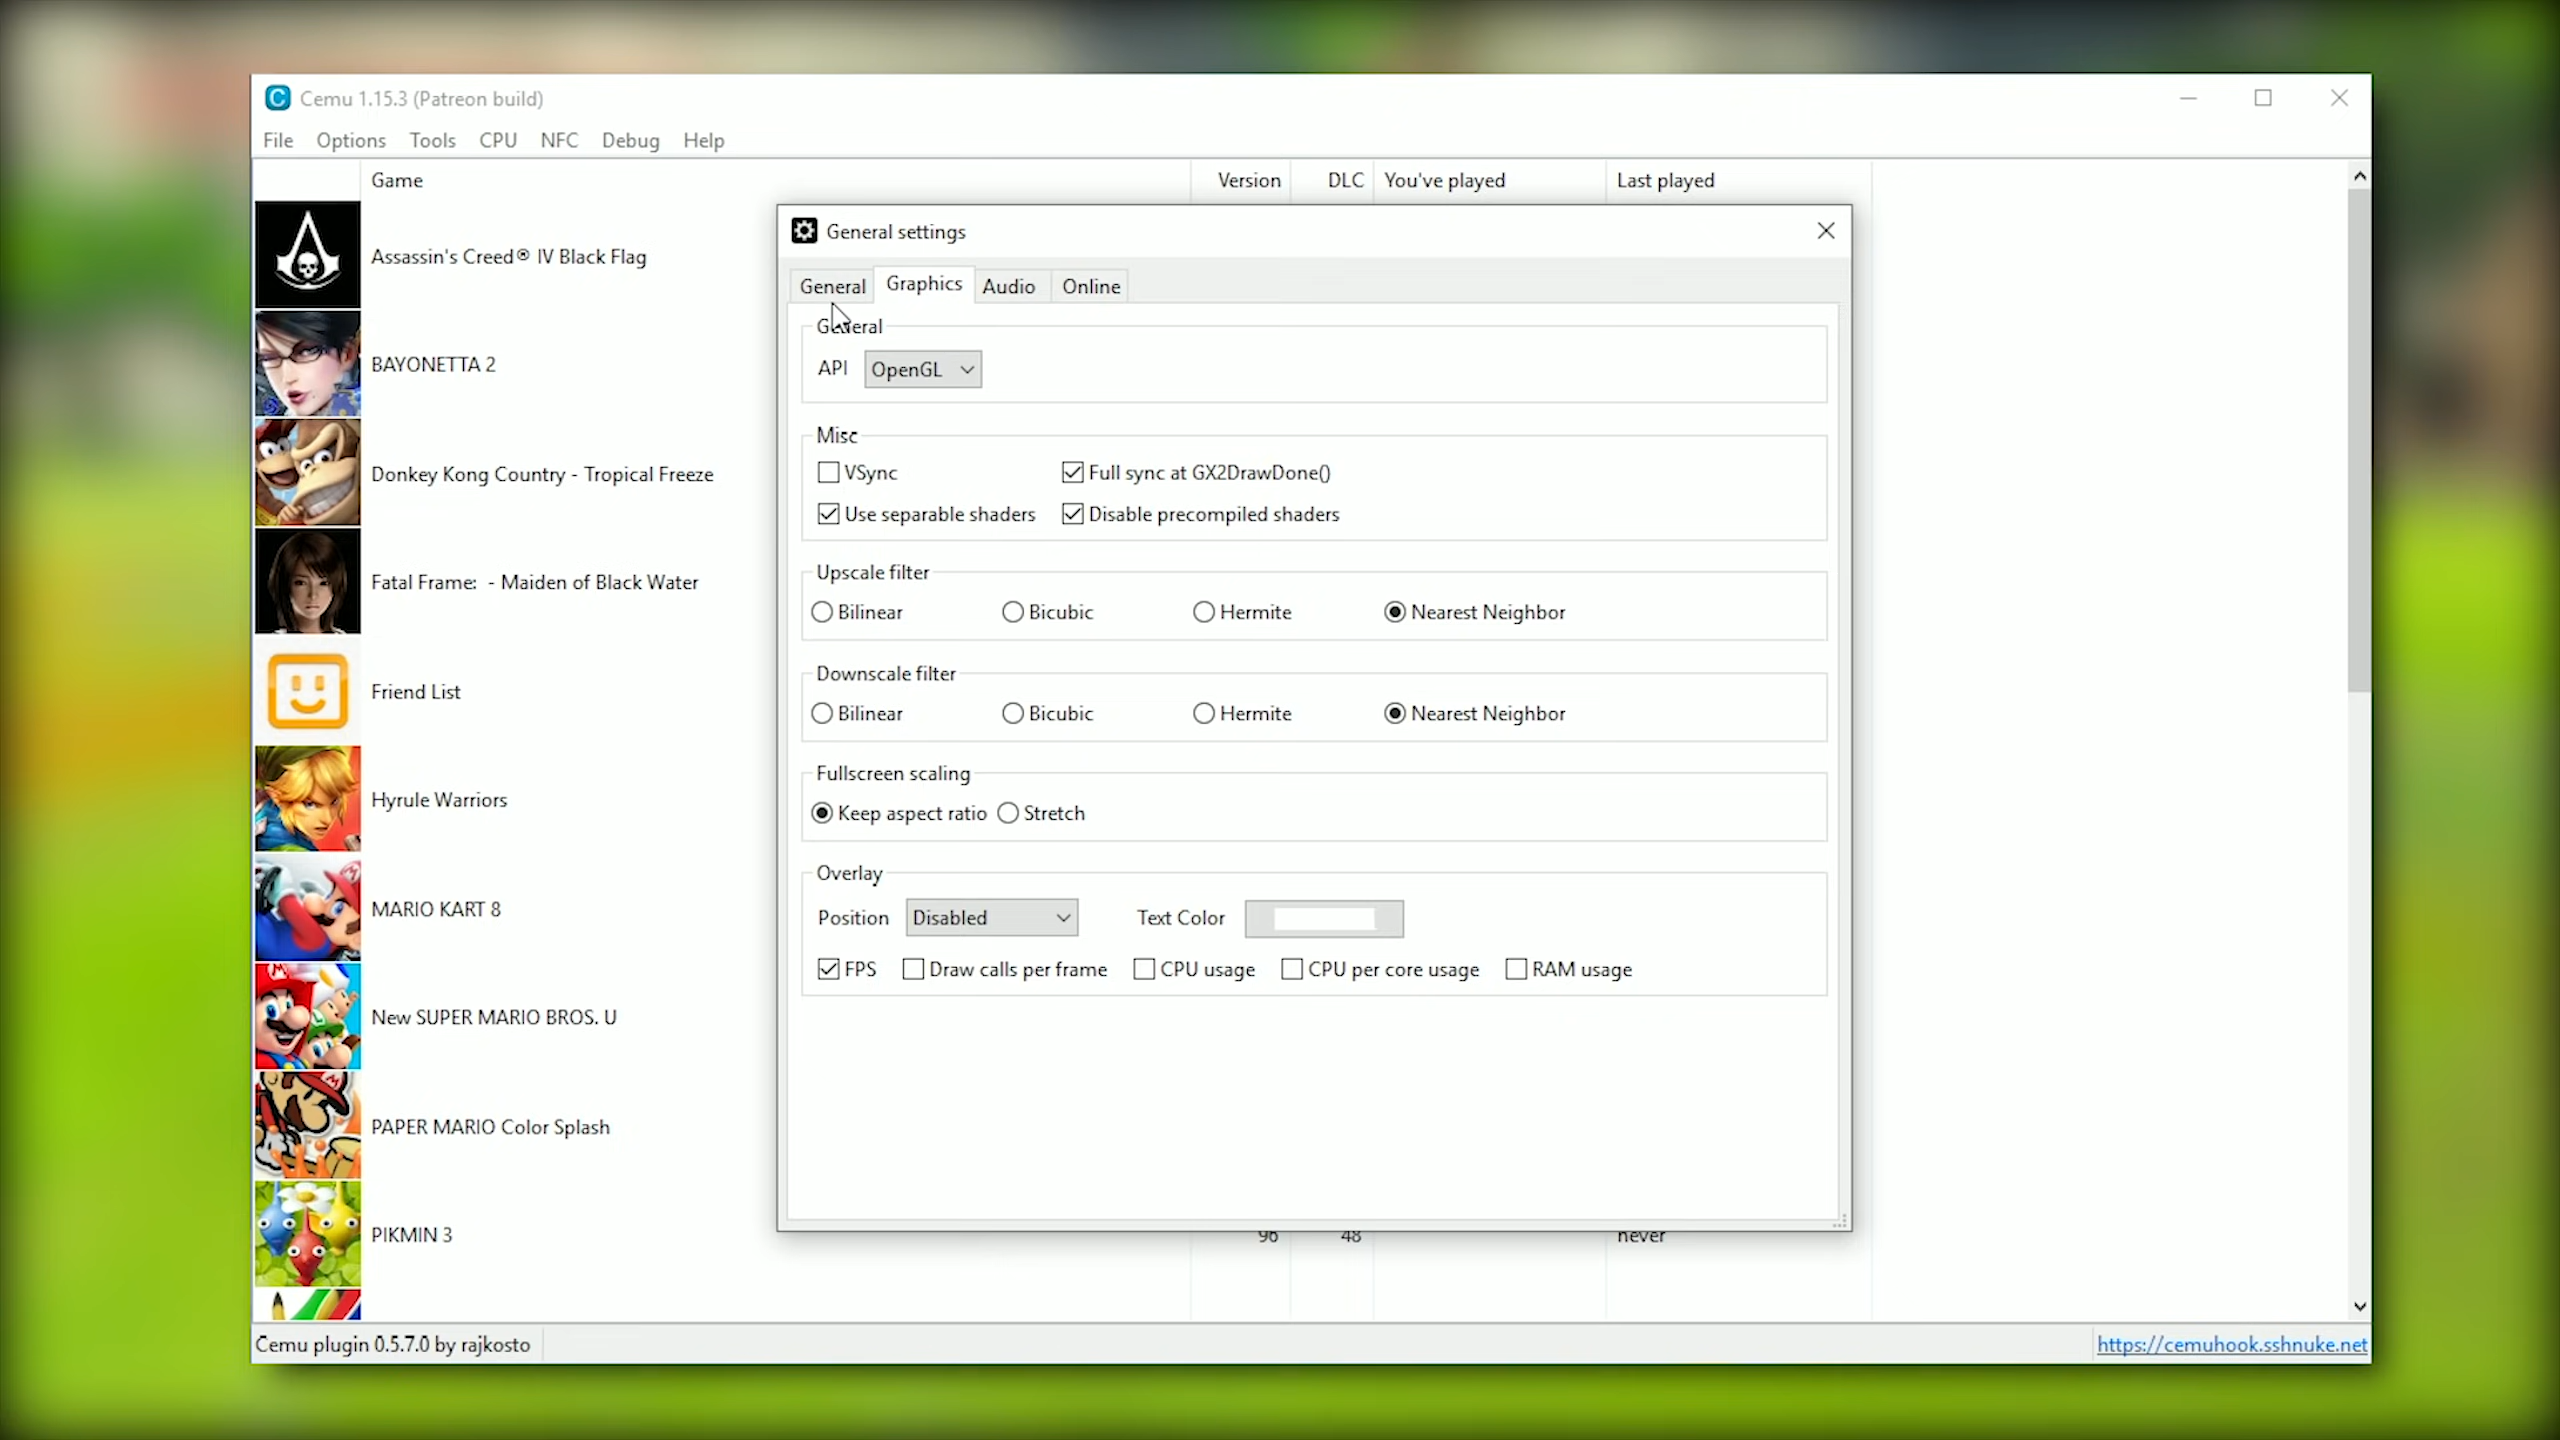 Cemu 1.15.3 (Patreon build)
File Options Tools CPU NFC Debug Help
Game Version DLC You've played Last played
General settings
General Graphics Audio Online
General
API OpenGL
Misc
VSync Full sync at GX2DrawDone()
Use separable shaders Disable precompiled shaders
Upscale filter
Bilinear Bicubic Hermite Nearest Neighbor
Downscale filter
Bilinear Bicubic Hermite Nearest Neighbor
Fullscreen scaling
Keep aspect ratio Stretch
Overlay
Position Disabled Text Color
FPS Draw calls per frame CPU usage CPU per core usage RAM usage
Assassin's Creed® IV Black Flag
BAYONETTA 2
Donkey Kong Country - Tropical Freeze
Fatal Frame: - Maiden of Black Water
Friend List
Hyrule Warriors
MARIO KART 8
New SUPER MARIO BROS. U
PAPER MARIO Color Splash
PIKMIN 3 96 48 never
Cemu plugin 0.5.7.0 by rajkosto
https://cemuhook.sshnuke.net